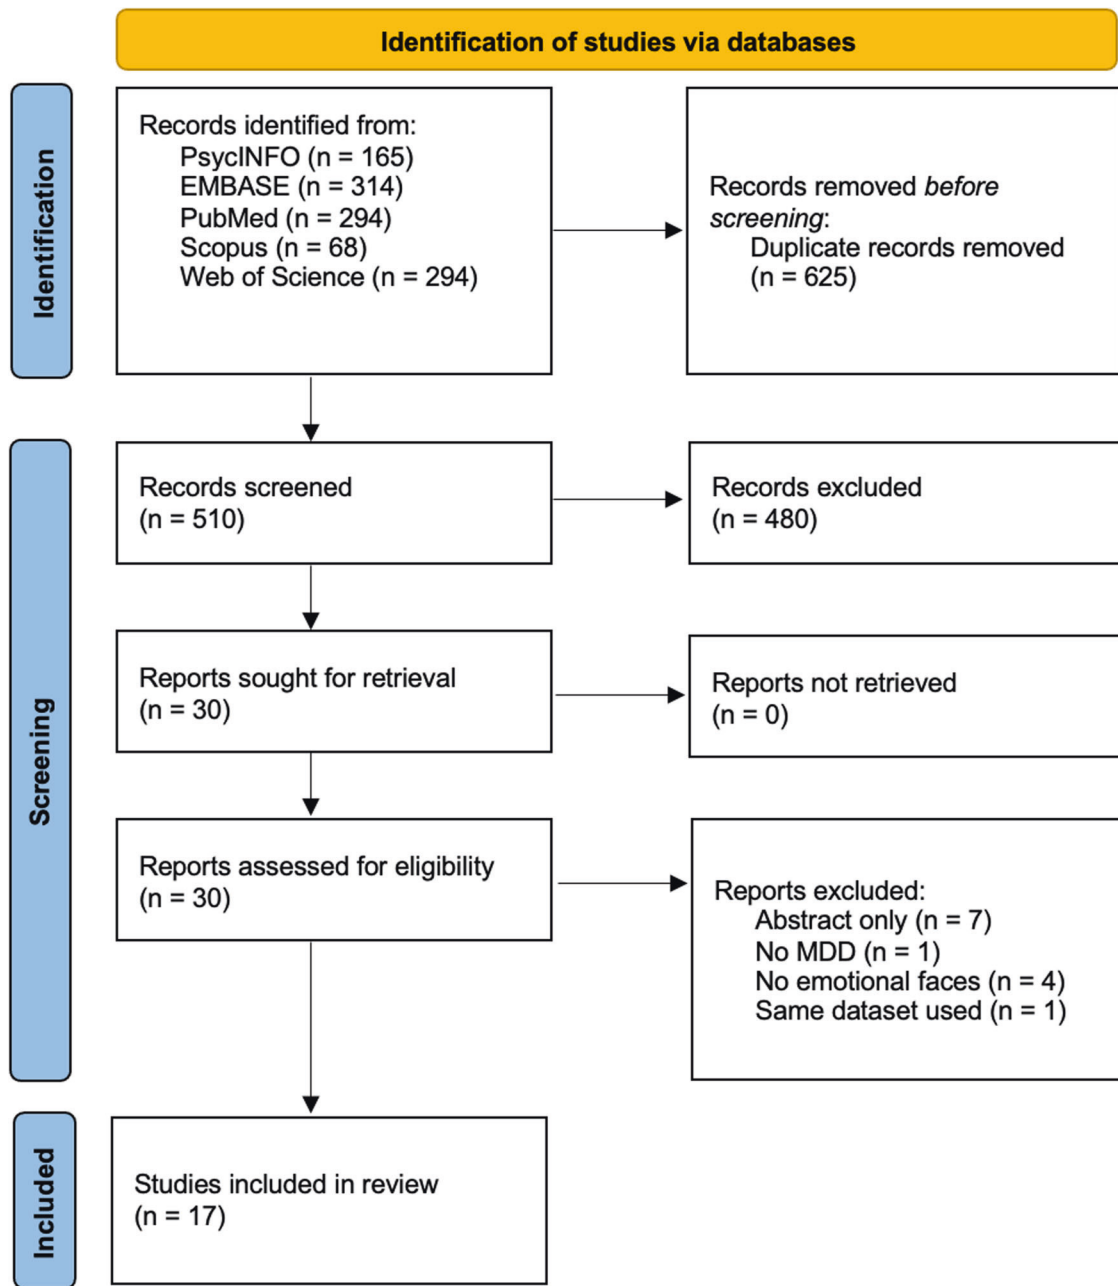 Identification of studies via databases
Identification
Records identified from:
PsycINFO (n = 165)
EMBASE (n = 314)
PubMed (n = 294)
Scopus (n = 68)
Web of Science (n = 294)
Records removed before
screening:
Duplicate records removed
(n = 625)
Screening
Records screened
(n = 510)
Records excluded
(n = 480)
Reports sought for retrieval
(n = 30)
Reports not retrieved
(n = 0)
Reports assessed for eligibility
(n = 30)
Reports excluded:
Abstract only (n = 7)
No MDD (n = 1)
No emotional faces (n = 4)
Same dataset used (n = 1)
Included
Studies included in review
(n = 17)